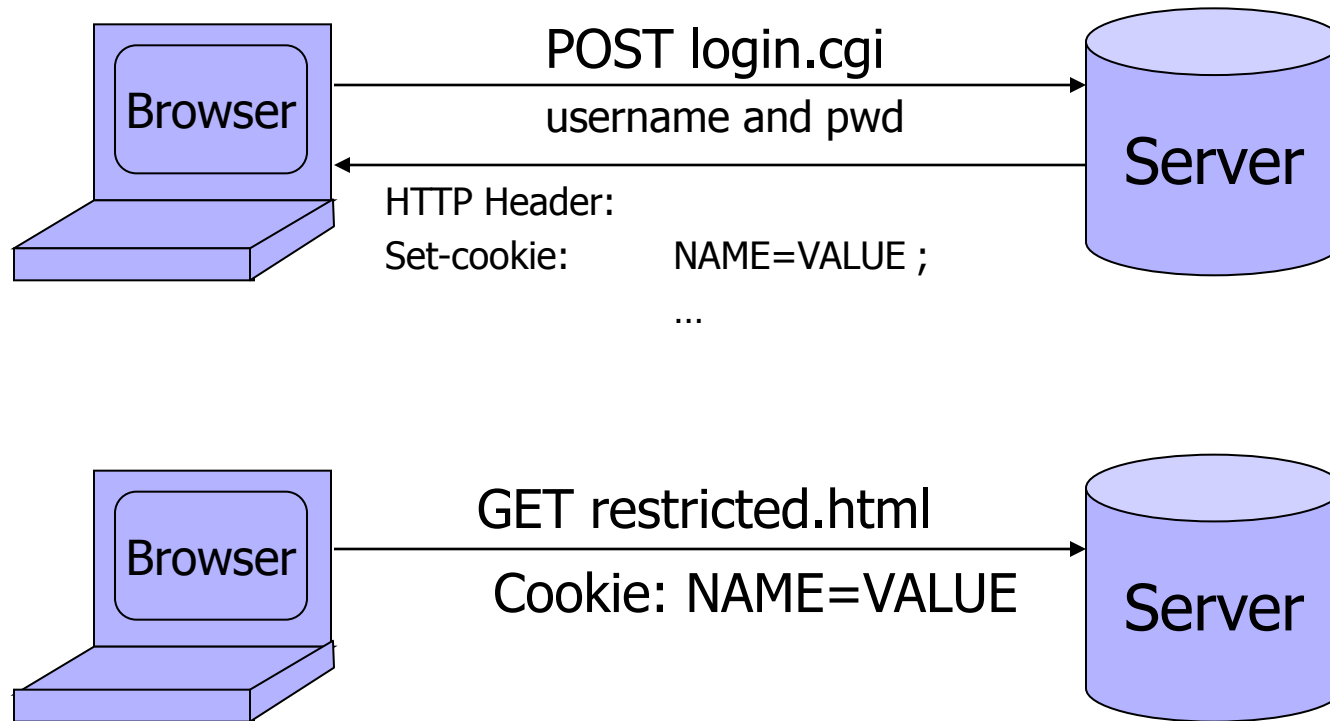 POST login.cgi
Browser
username and pwd
Server
HTTP Header:
Set-cookie: NAME=VALUE ;
…
GET restricted.html
Browser
Cookie: NAME=VALUE
Server